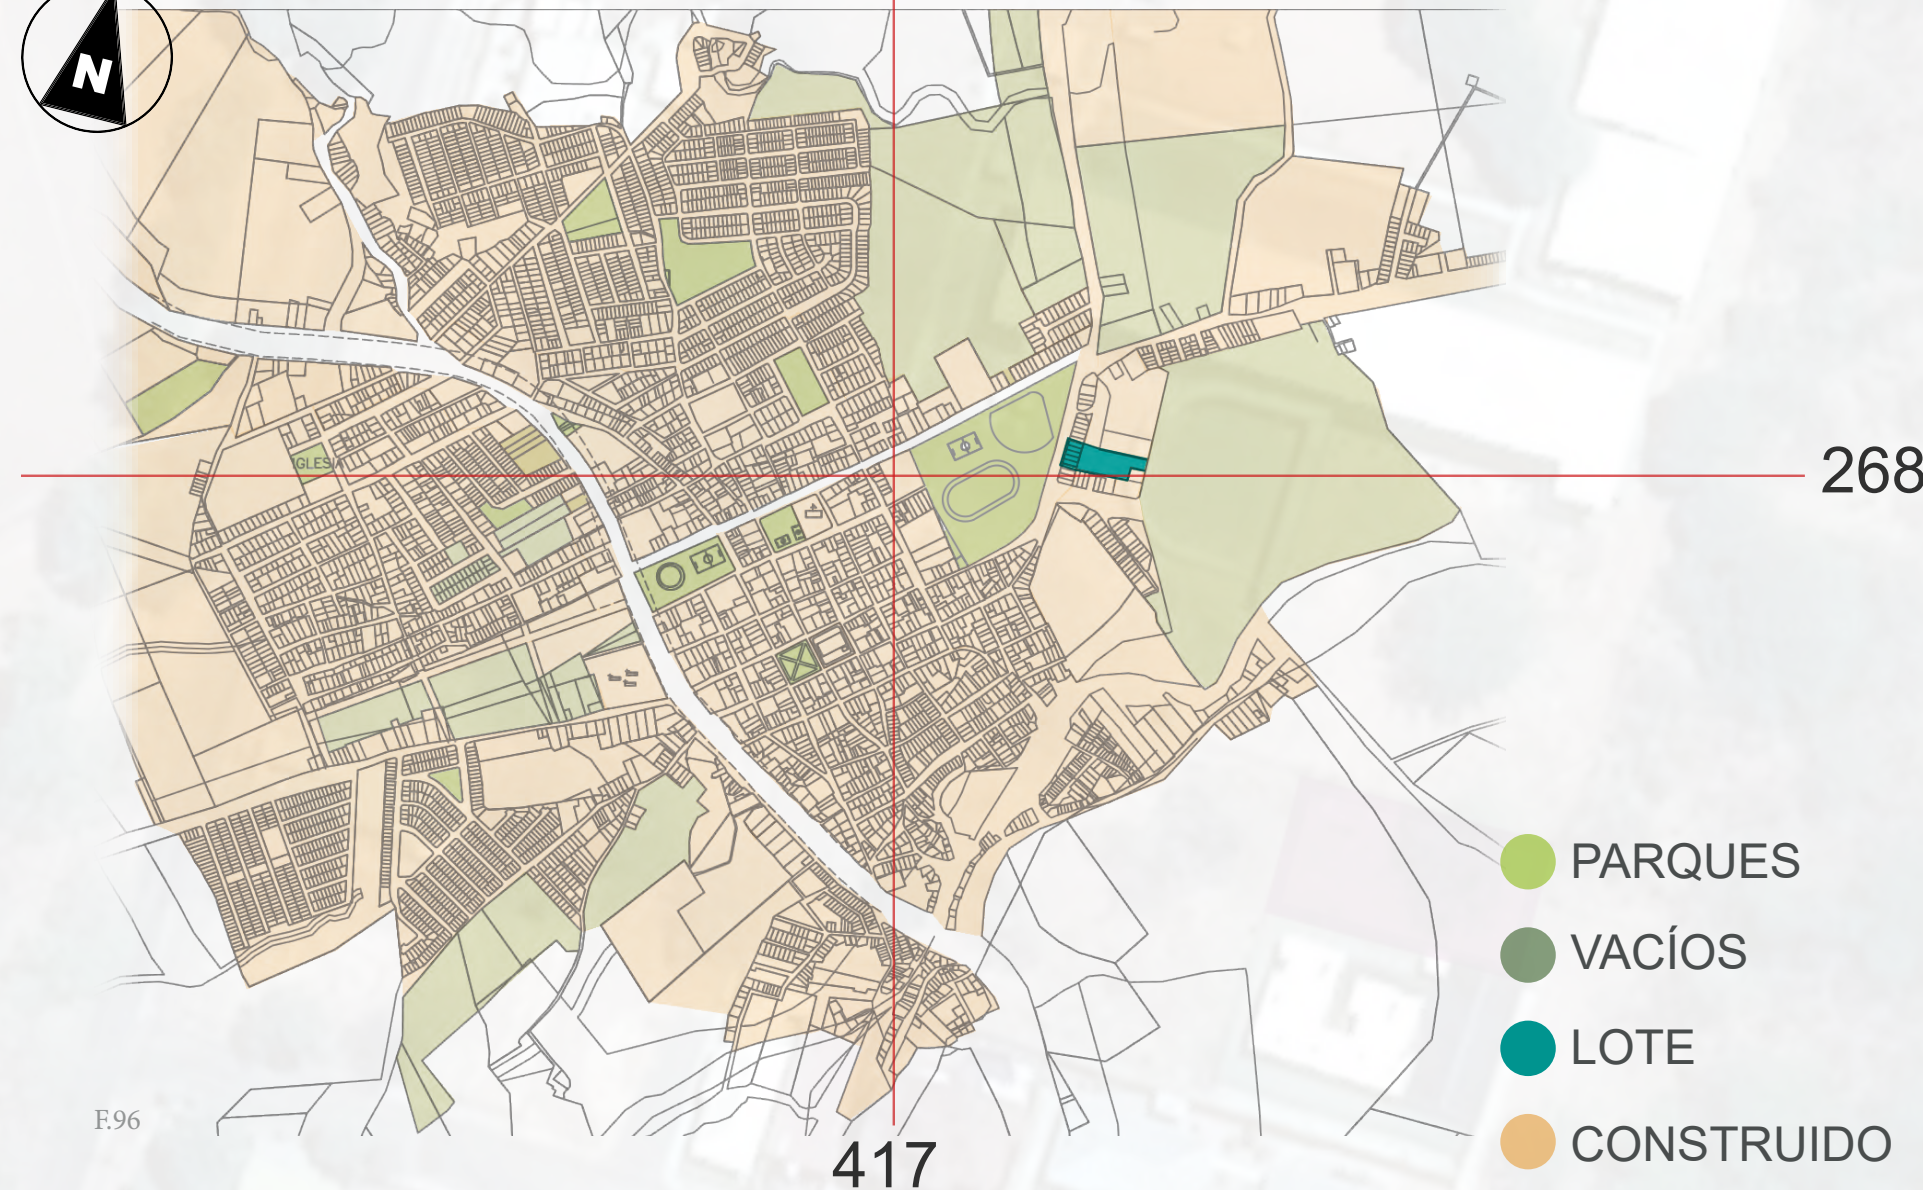 N
IGLESIA
268
PARQUES
VACÍOS
LOTE
CONSTRUIDO
F.96
417